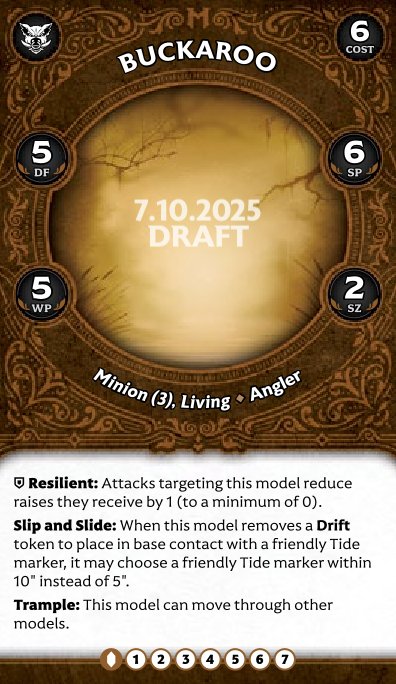 M
BUCKAROO
6
COST
5
DF
6
SP
7.10.2025
DRAFT
5
WP
2
SZ
Minion (3), Living ♦ Angler
Resilient: Attacks targeting this model reduce
raises they receive by 1 (to a minimum of 0).
Slip and Slide: When this model removes a Drift
token to place in base contact with a friendly Tide
marker, it may choose a friendly Tide marker within
10" instead of 5".
Trample: This model can move through other
models.
1 2 3 4 5 6 7